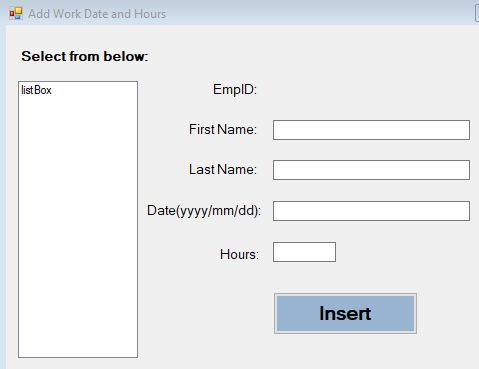 Add Work Date and Hours
Select from below:
listBox
EmpID:
First Name:
Last Name:
Date(yyyy/mm/dd):
Hours:
Insert